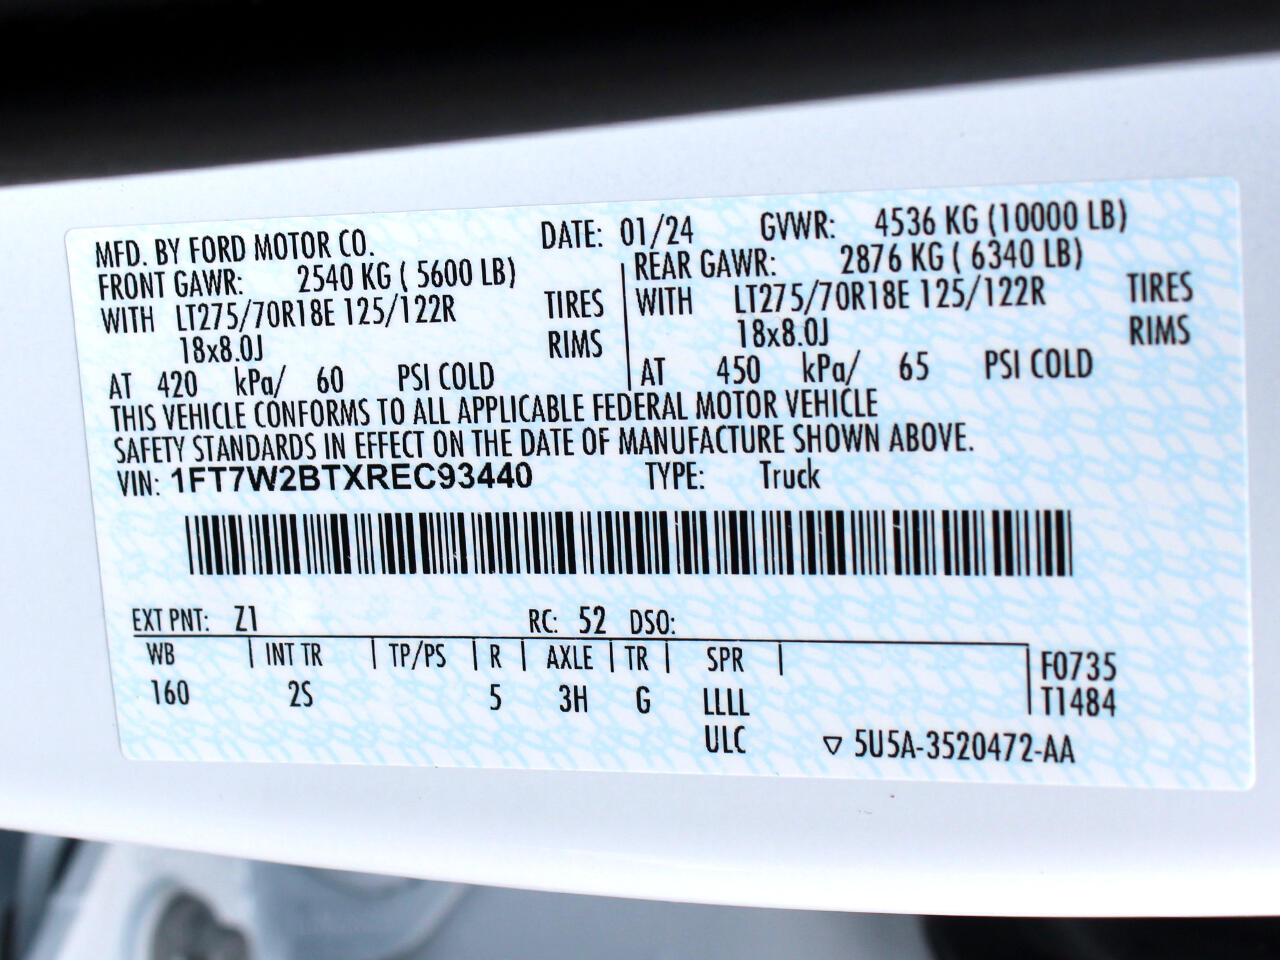 MFD. BY FORD MOTOR CO. DATE: 01/24 GVWR: 4536 KG (10000 LB)
FRONT GAWR: 2540 KG ( 5600 LB) REAR GAWR: 2876 KG ( 6340 LB)
WITH LT275/70R18E 125/122R TIRES WITH LT275/70R18E 125/122R TIRES
18x8.0J RIMS 18x8.0J RIMS
AT 420 kPa/ 60 PSI COLD AT 450 kPa/ 65 PSI COLD
THIS VEHICLE CONFORMS TO ALL APPLICABLE FEDERAL MOTOR VEHICLE
SAFETY STANDARDS IN EFFECT ON THE DATE OF MANUFACTURE SHOWN ABOVE.
VIN: 1FT7W2BTXREC93440 TYPE: Truck
EXT PNT: Z1 RC: 52 DSO:
WB INT TR TP/PS R AXLE TR SPR F0735
160 2S 5 3H G LLLL T1484
ULC ▽ 5U5A-3520472-AA